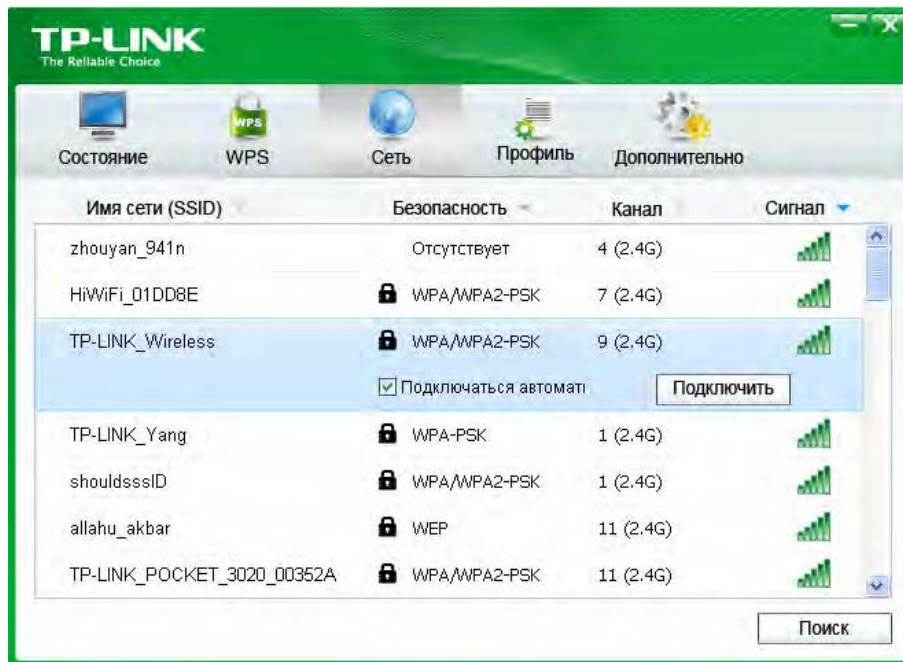 TP-LINK
The Reliable Choice
Состояние WPS Сеть Профиль Дополнительно
Имя сети (SSID) Безопасность Канал Сигнал
zhouyan_941n Отсутствует 4 (2.4G)
HiWiFi_01DD8E WPA/WPA2-PSK 7 (2.4G)
TP-LINK_Wireless WPA/WPA2-PSK 9 (2.4G)
Подключаться автомати Подключить
TP-LINK_Yang WPA-PSK 1 (2.4G)
shouldsssID WPA/WPA2-PSK 1 (2.4G)
allahu_akbar WEP 11 (2.4G)
TP-LINK_POCKET_3020_00352A WPA/WPA2-PSK 11 (2.4G)
Поиск